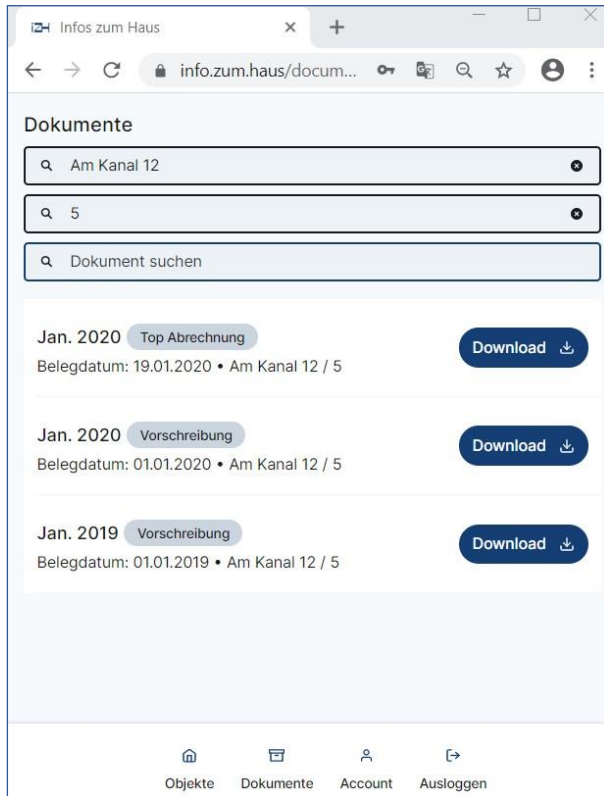 iZH Infos zum Haus
info.zum.haus/docum...
Dokumente
Am Kanal 12
5
Dokument suchen
Jan. 2020 Top Abrechnung
Belegdatum: 19.01.2020 • Am Kanal 12 / 5
Download
Jan. 2020 Vorschreibung
Belegdatum: 01.01.2020 • Am Kanal 12 / 5
Download
Jan. 2019 Vorschreibung
Belegdatum: 01.01.2019 • Am Kanal 12 / 5
Download
Objekte Dokumente Account Ausloggen